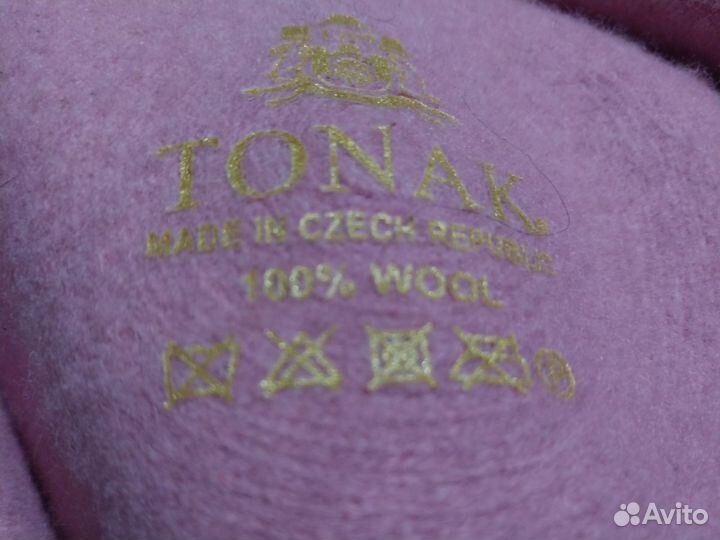 TONAK
MADE IN CZECH REPUBLIC
100% WOOL
P
Avito